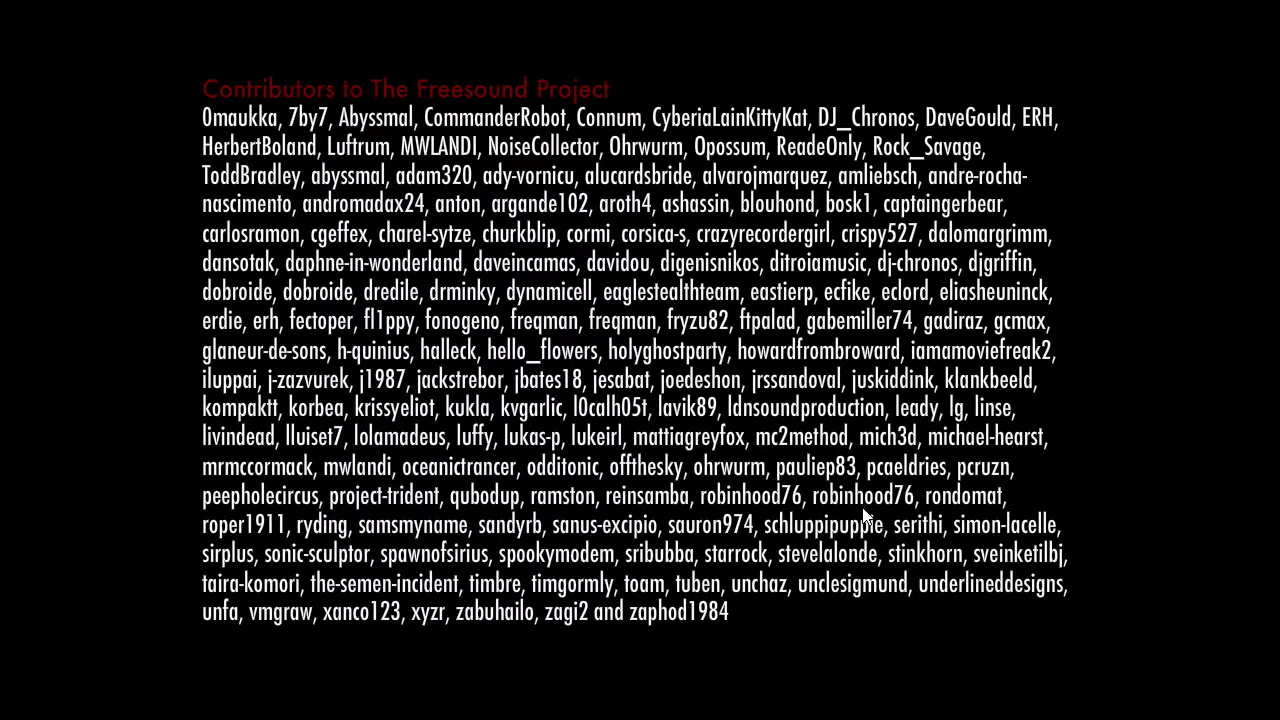 Contributors to The Freesound Project
0maukka, 7by7, Abyssmal, CommanderRobot, Connum, CyberiaLainKittyKat, DJ_Chronos, DaveGould, ERH,
HerbertBoland, Luftrum, MWLANDI, NoiseCollector, Ohrwurm, Opossum, ReadeOnly, Rock_Savage,
ToddBradley, abyssmal, adam320, ady-vornicu, alucardsbride, alvarojmarquez, amliebsch, andre-rocha-
nascimento, andromadax24, anton, argande102, aroth4, ashassin, blouhond, bosk1, captaingerbear,
carlosramon, cgeffex, charel-sytze, churkblip, cormi, corsica-s, crazyrecordergirl, crispy527, dalomargrimm,
dansotak, daphne-in-wonderland, daveincamas, davidou, digenisnikos, ditroiamusic, dj-chronos, djgriffin,
dobroide, dobroide, dredile, drminky, dynamicell, eaglestealthteam, eastierp, ecfike, eclord, eliasheuninck,
erdie, erh, fectoper, fl1ppy, fonogeno, freqman, freqman, fryzu82, ftpalad, gabemiller74, gadiraz, gcmax,
glaneur-de-sons, h-quinius, halleck, hello_flowers, holyghostparty, howardfrombroward, iamamoviefreak2,
iluppai, j-zazvurek, j1987, jackstrebor, jbates18, jesabat, joedeshon, jrssandoval, juskiddink, klankbeeld,
kompaktt, korbea, krissyeliot, kukla, kvgarlic, l0calh05t, lavik89, ldnsoundproduction, leady, lg, linse,
livindead, lluiset7, lolamadeus, luffy, lukas-p, lukeirl, mattiagreyfox, mc2method, mich3d, michael-hearst,
mrmccormack, mwlandi, oceanictrancer, odditonic, offthesky, ohrwurm, pauliep83, pcaeldries, pcruzn,
peepholecircus, project-trident, qubodup, ramston, reinsamba, robinhood76, robinhood76, rondomat,
roper1911, ryding, samsmyname, sandyrb, sanus-excipio, sauron974, schluppipuppie, serithi, simon-lacelle,
sirplus, sonic-sculptor, spawnofsirius, spookymodem, sribubba, starrock, stevelalonde, stinkhorn, sveinketilbj,
taira-komori, the-semen-incident, timbre, timgormly, toam, tuben, unchaz, unclesigmund, underlineddesigns,
unfa, vmgraw, xanco123, xyzr, zabuhailo, zagi2 and zaphod1984